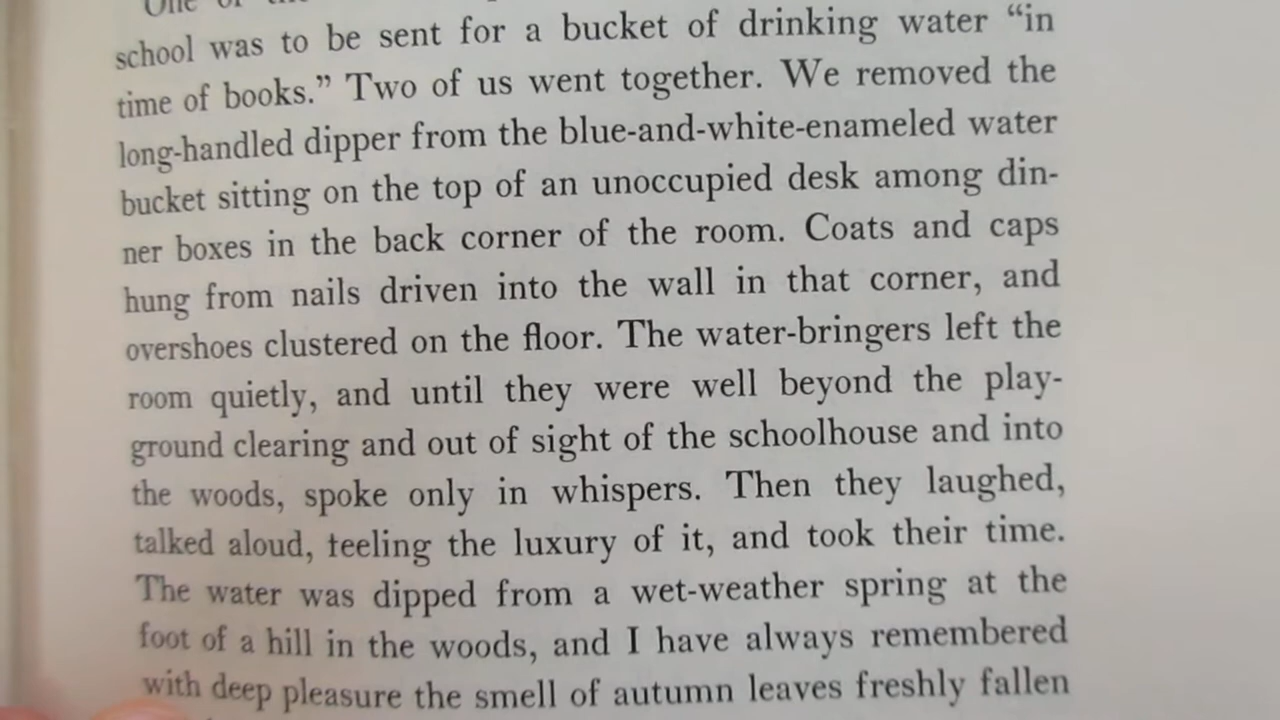 One of the
school was to be sent for a bucket of drinking water “in
time of books.” Two of us went together. We removed the
long-handled dipper from the blue-and-white-enameled water
bucket sitting on the top of an unoccupied desk among din-
ner boxes in the back corner of the room. Coats and caps
hung from nails driven into the wall in that corner, and
overshoes clustered on the floor. The water-bringers left the
room quietly, and until they were well beyond the play-
ground clearing and out of sight of the schoolhouse and into
the woods, spoke only in whispers. Then they laughed,
talked aloud, feeling the luxury of it, and took their time.
The water was dipped from a wet-weather spring at the
foot of a hill in the woods, and I have always remembered
with deep pleasure the smell of autumn leaves freshly fallen